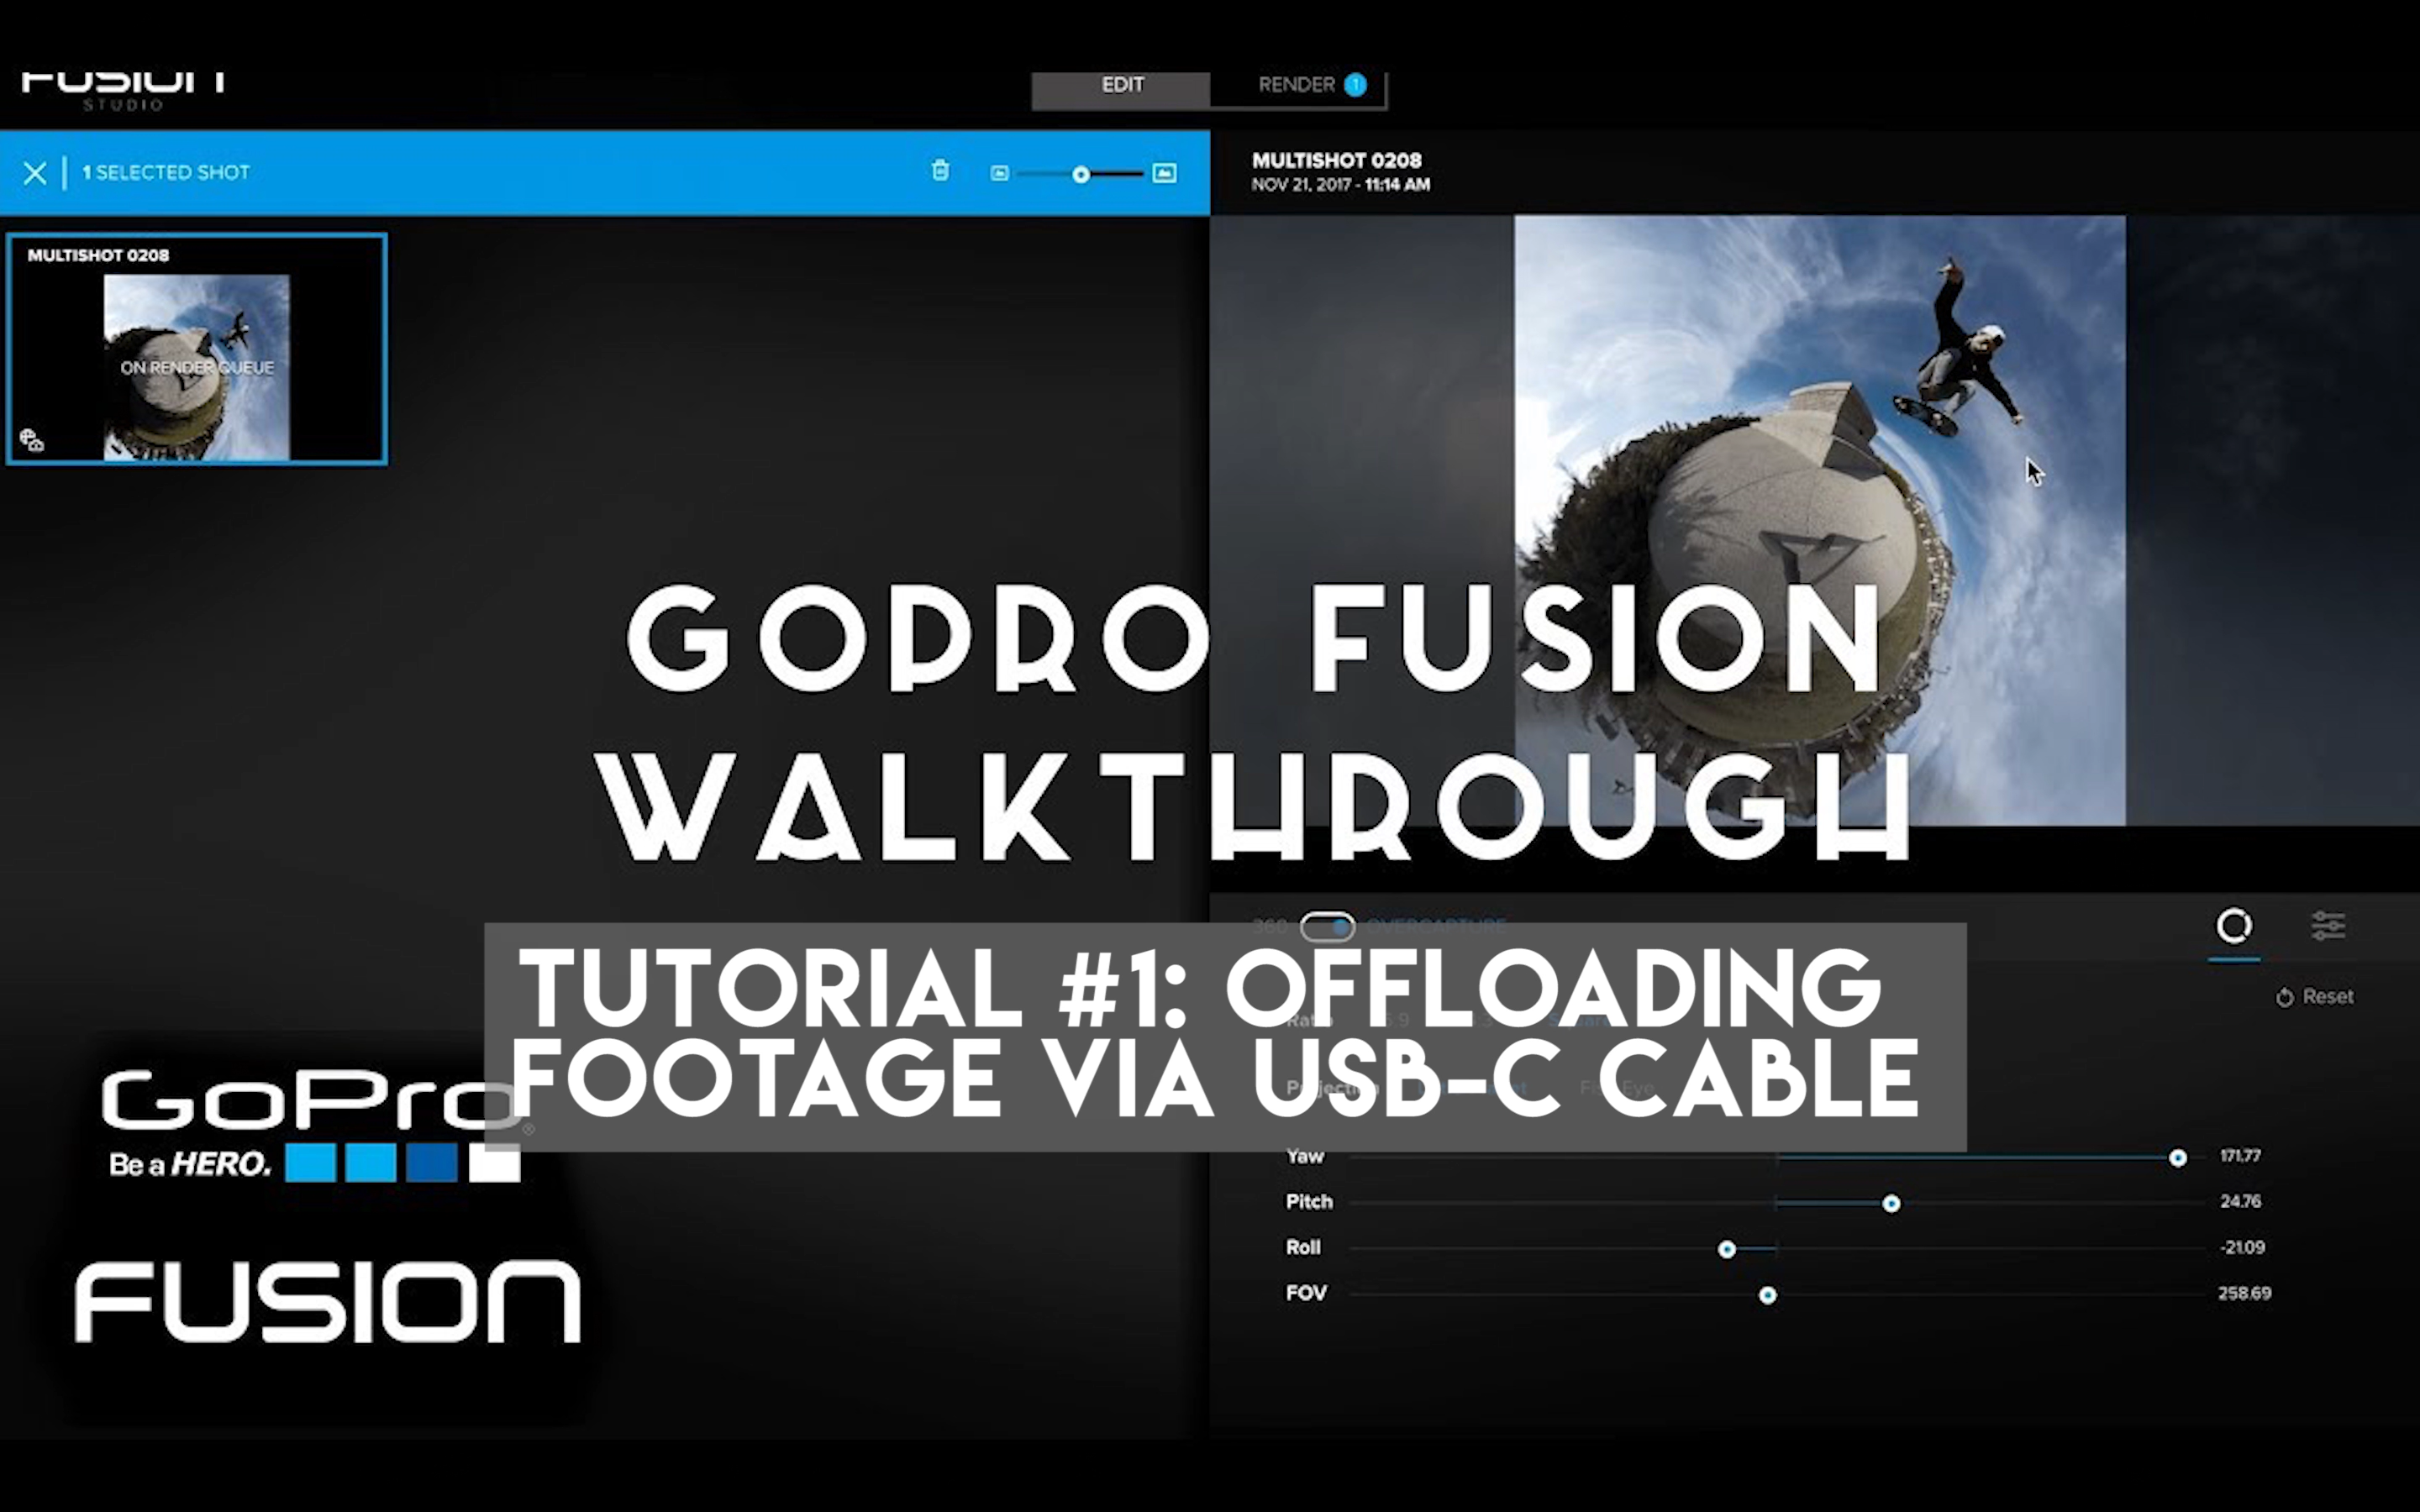 FUSION
STUDIO
EDIT
RENDER 1
1 SELECTED SHOT
MULTISHOT 0208
NOV 21, 2017 - 11:14 AM
MULTISHOT 0208
ON RENDER QUEUE
GOPRO FUSION
WALKTHROUGH
360 OVERCAPTURE
TUTORIAL #1: OFFLOADING
FOOTAGE VIA USB-C CABLE
Reset
GoPro
Be a HERO.
FUSION
Yaw 171.77
Pitch 24.76
Roll -21.09
FOV 258.69